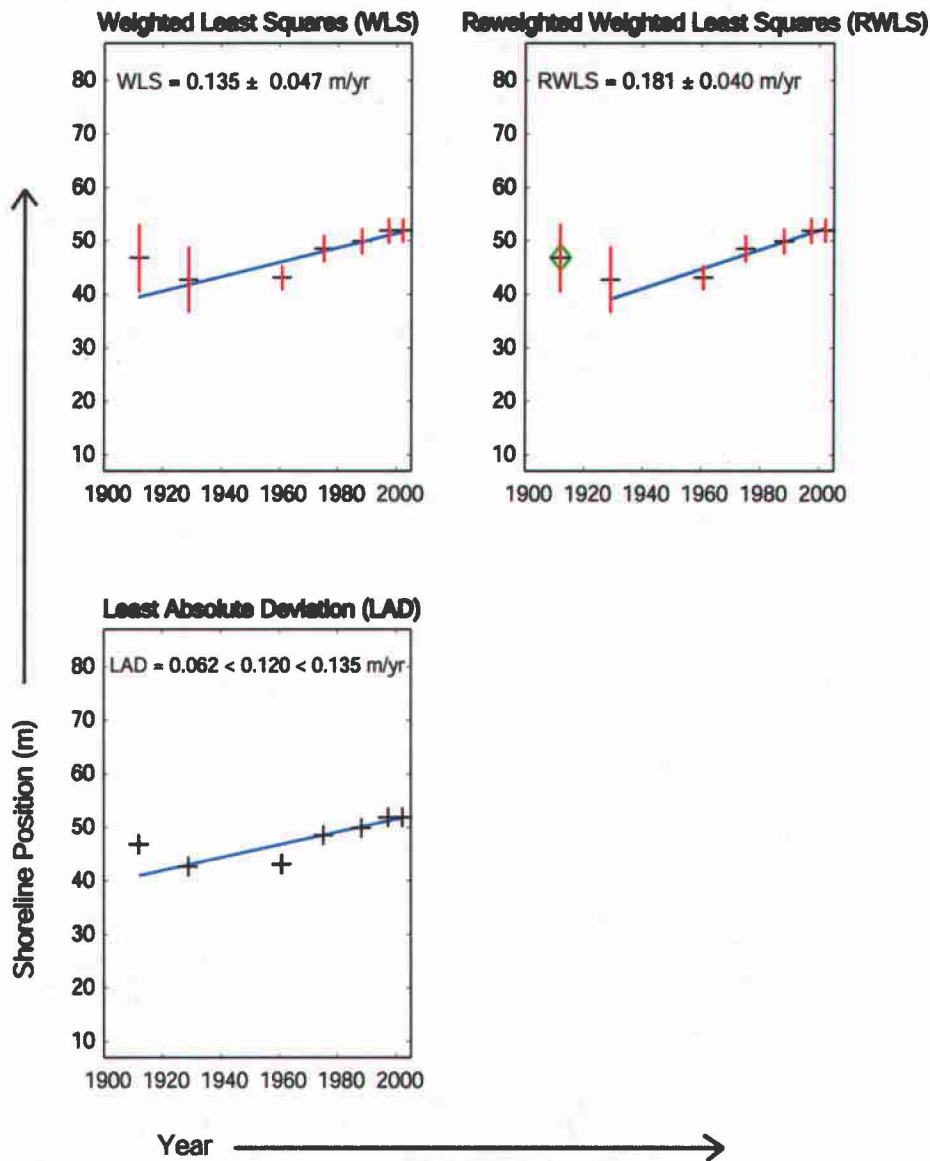 Weighted Least Squares (WLS)
Reweighted Weighted Least Squares (RWLS)
WLS = 0.135 ± 0.047 m/yr
RWLS = 0.181 ± 0.040 m/yr
80
70
60
50
40
30
20
10
1900 1920 1940 1960 1980 2000
80
70
60
50
40
30
20
10
1900 1920 1940 1960 1980 2000
Least Absolute Deviation (LAD)
LAD = 0.062 < 0.120 < 0.135 m/yr
80
70
60
50
40
30
20
10
1900 1920 1940 1960 1980 2000
Shoreline Position (m)
Year